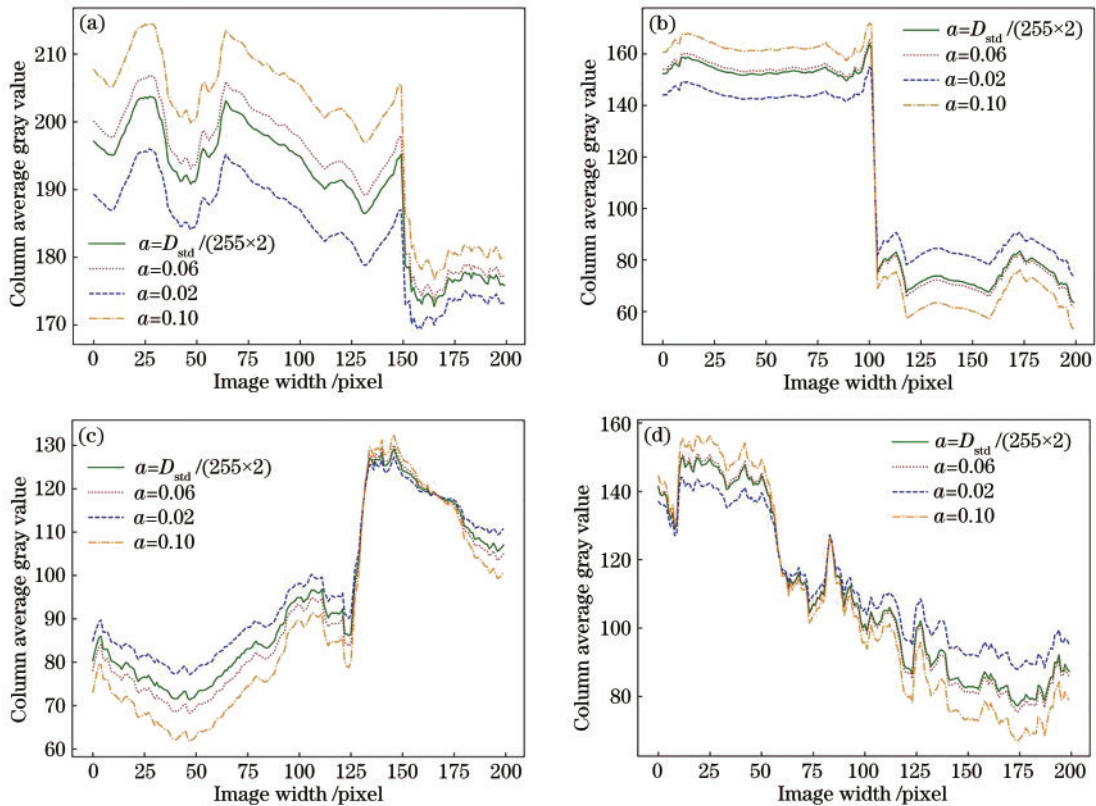 (a)
Column average gray value
210
200
190
180
170
a=D_std/(255×2)
a=0.06
a=0.02
a=0.10
0 25 50 75 100 125 150 175 200
Image width /pixel
(b)
Column average gray value
160
140
120
100
80
60
a=D_std/(255×2)
a=0.06
a=0.02
a=0.10
0 25 50 75 100 125 150 175 200
Image width /pixel
(c)
Column average gray value
130
120
110
100
90
80
70
60
a=D_std/(255×2)
a=0.06
a=0.02
a=0.10
0 25 50 75 100 125 150 175 200
Image width /pixel
(d)
Column average gray value
160
140
120
100
80
a=D_std/(255×2)
a=0.06
a=0.02
a=0.10
0 25 50 75 100 125 150 175 200
Image width /pixel